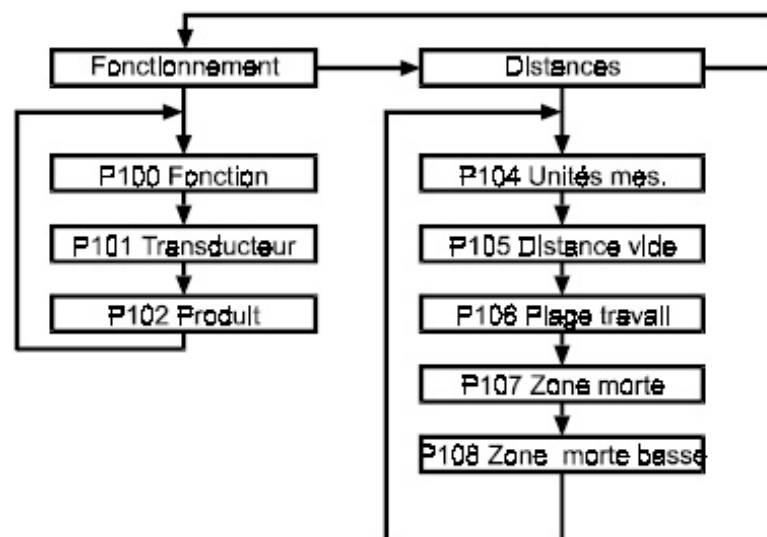 Fonctionnement
Distances
P100 Fonction
P101 Transducteur
P102 Produit
P104 Unités mes.
P105 Distance vide
P106 Plage travail
P107 Zone morte
P108 Zone morte basse